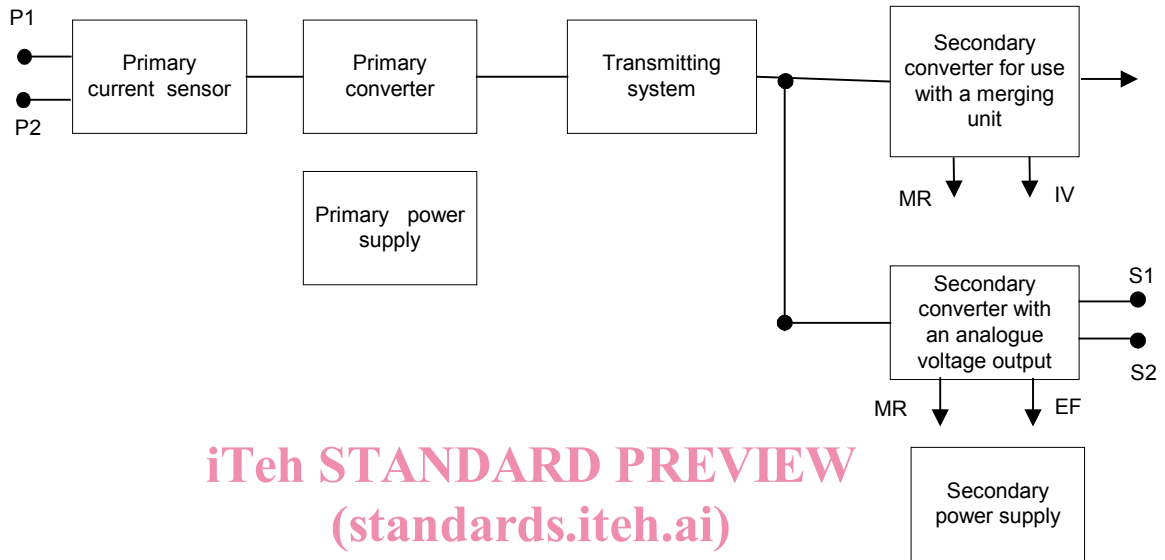 P1
P2
Primary
current sensor
Primary
converter
Transmitting
system
Secondary
converter for use
with a merging
unit
MR
IV
Primary power
supply
Secondary
converter with
an analogue
voltage output
S1
S2
MR
EF
Secondary
power supply
iTeh STANDARD PREVIEW
(standards.iteh.ai)